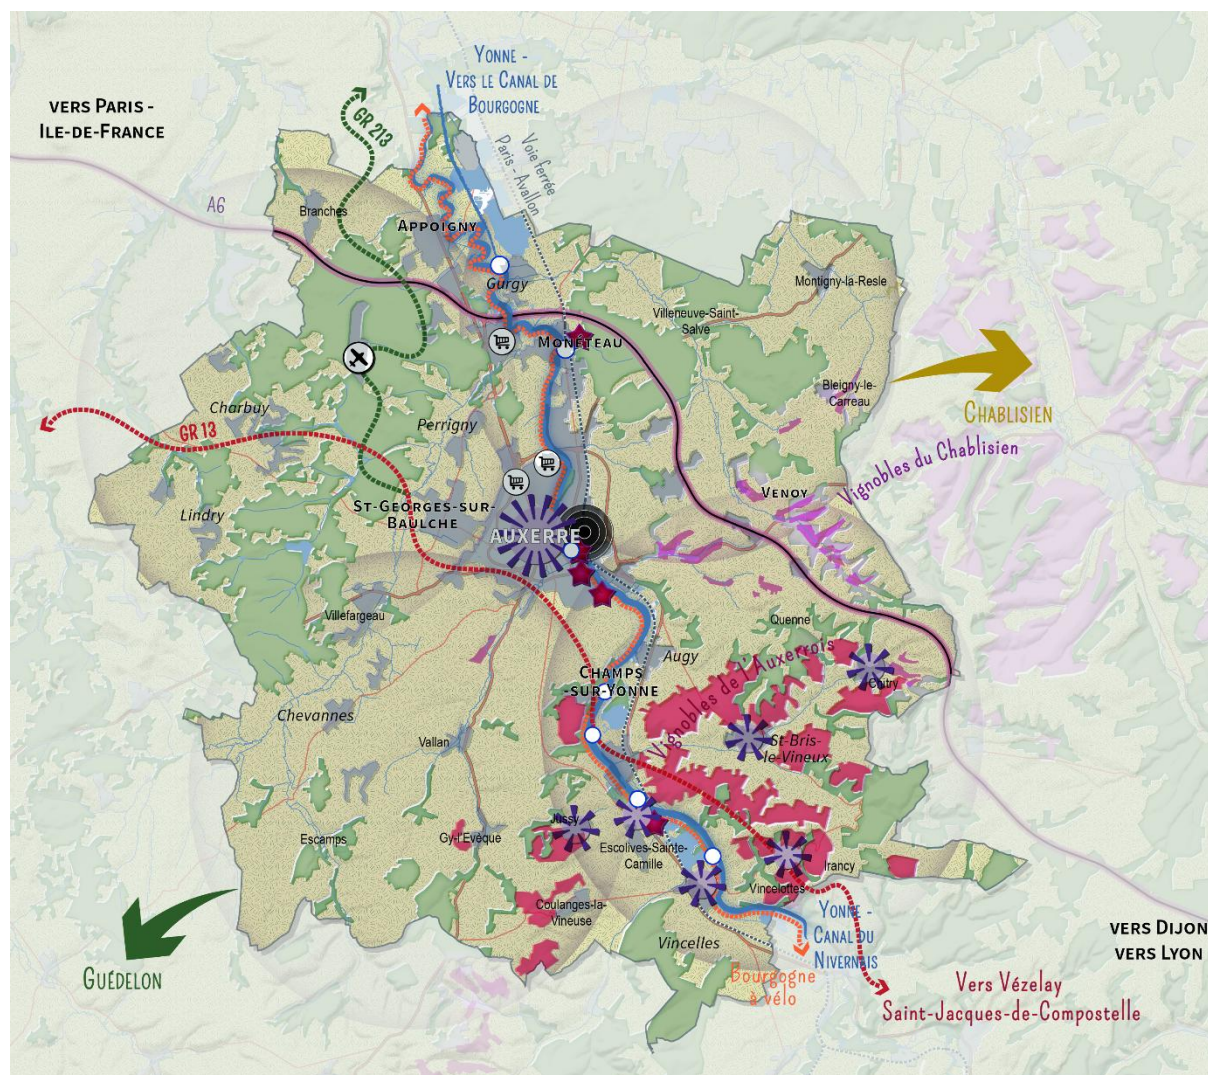 YONNE -
VERS LE CANAL DE
BOURGOGNE
VERS PARIS -
ILE-DE-FRANCE
GR 213
Voie ferrée
Paris - Avallon
A6
Branches
APPOIGNY
Gurgy
Montigny-la-Resle
Villeneuve-Saint-
Salve
MONÉTEAU
Bleigny-le-
Carreau
CHABLISIEN
Charbuy
GR 13
Perrigny
Vignobles du Chablisien
VENOY
ST-GEORGES-SUR-
BAULCHE
Lindry
AUXERRE
Villefargeau
Quenne
Augy
Vignobles de l'Auxerrois
CHAMPS
-SUR-YONNE
Chitry
Chevannes
Vallan
St-Bris-
le-Vineux
Jussy
Escamps
Gy-l'Evêque
Escolives-Sainte-
Camille
Irancy
Vincelottes
Coulanges-la-
Vineuse
YONNE -
CANAL DU
NIVERNAIS
VERS DIJON
VERS LYON
Vincelles
GUÉDELON
Bourgogne
à vélo
Vers Vézelay
Saint-Jacques-de-Compostelle